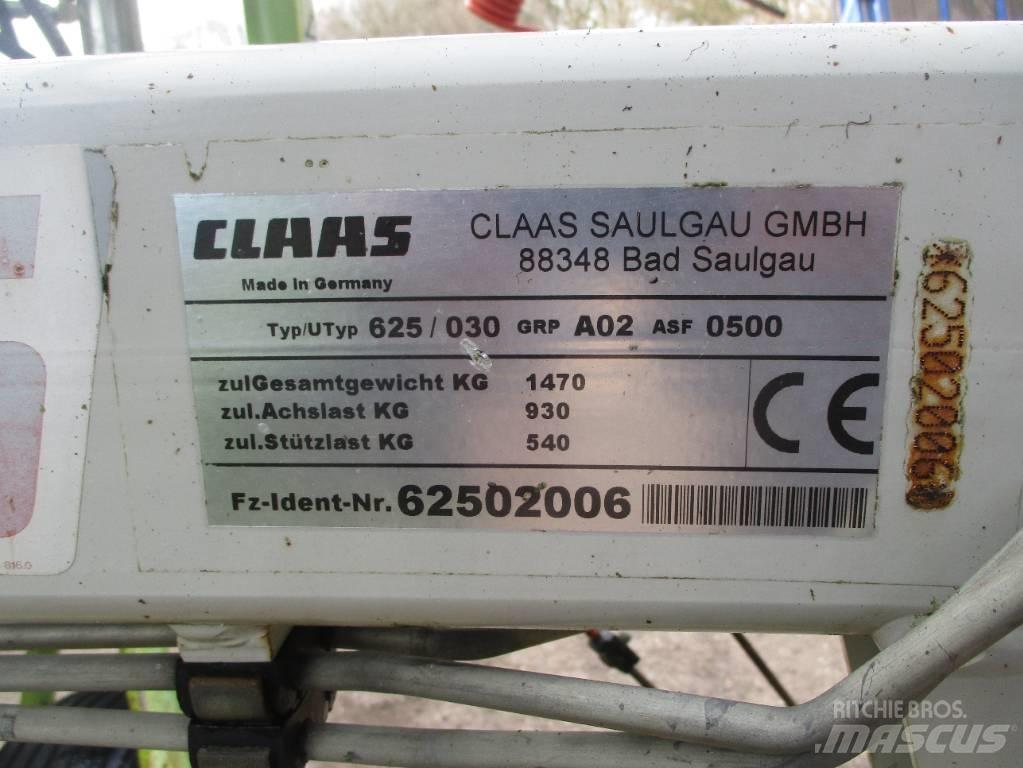 CLAAS
Made In Germany
CLAAS SAULGAU GMBH
88348 Bad Saulgau
Typ/UTyp 625 / 030 GRP A02 ASF 0500
zulGesamtgewicht KG 1470
zul.Achslast KG 930
zul.Stützlast KG 540
CE
Fz-Ident-Nr. 62502006
*62502006*
816.0
RITCHIE BROS.
MASCUS